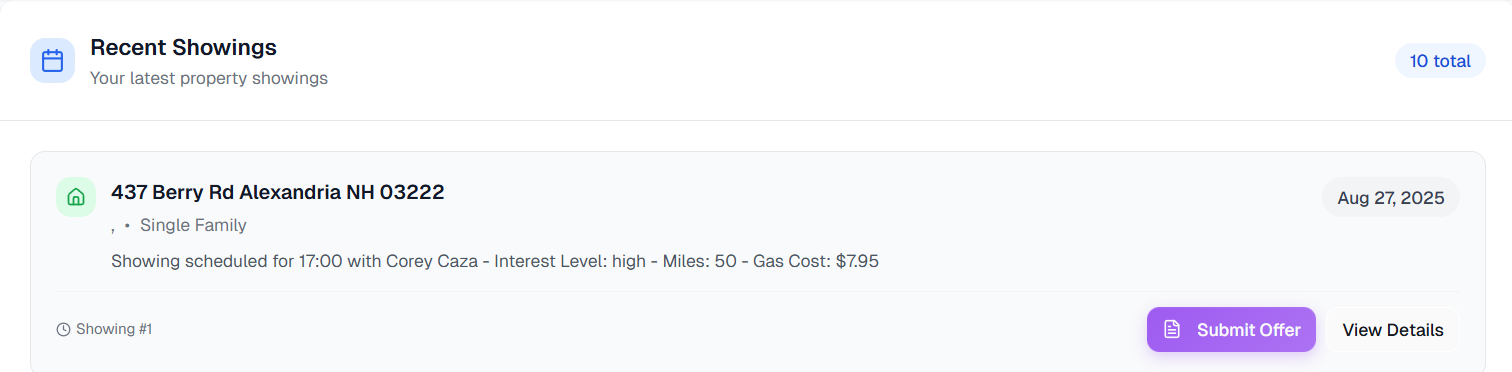 Recent Showings
Your latest property showings
10 total
437 Berry Rd Alexandria NH 03222
Aug 27, 2025
, • Single Family
Showing scheduled for 17:00 with Corey Caza - Interest Level: high - Miles: 50 - Gas Cost: $7.95
Showing #1
Submit Offer
View Details